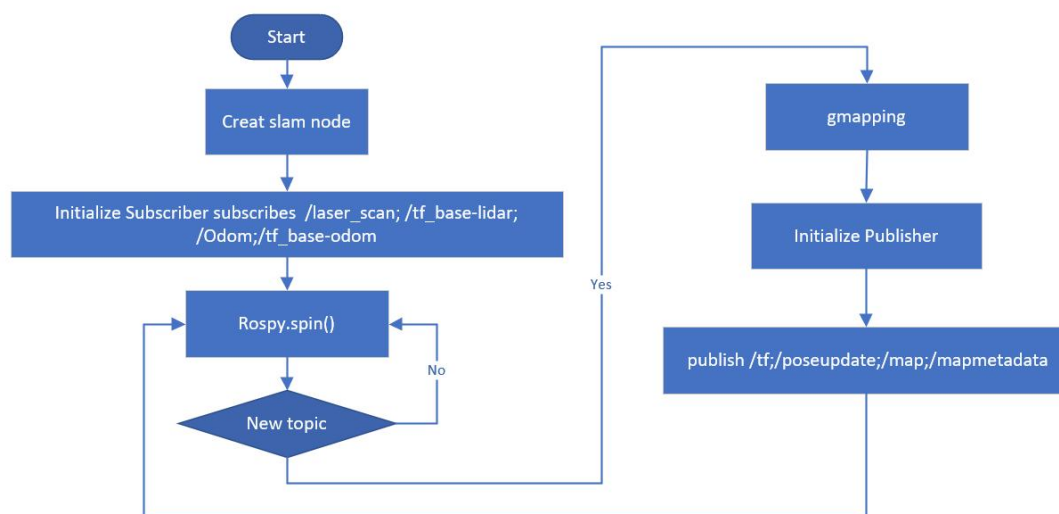 Start
Creat slam node
Initialize Subscriber subscribes /laser_scan; /tf_base-lidar;
/Odom;/tf_base-odom
Rospy.spin()
No
New topic
Yes
gmapping
Initialize Publisher
publish /tf;/poseupdate;/map;/mapmetadata